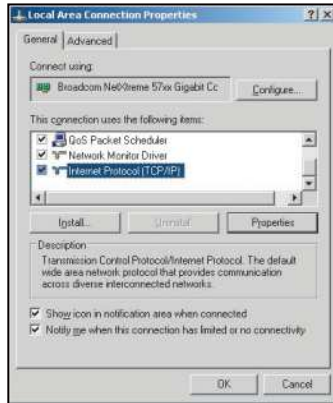 Local Area Connection Properties
General Advanced
Connect using:
Broadcom NetXtreme 57xx Gigabit Cc
Configure...
This connection uses the following items:
QoS Packet Scheduler
Network Monitor Driver
Internet Protocol (TCP/IP)
Install... Uninstall Properties
Description
Transmission Control Protocol/Internet Protocol. The default
wide area network protocol that provides communication
across diverse interconnected networks.
Show icon in notification area when connected
Notify me when this connection has limited or no connectivity
OK Cancel